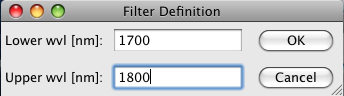 Filter Definition
Lower wvl [nm]: 1700 OK
Upper wvl [nm]: 1800 Cancel